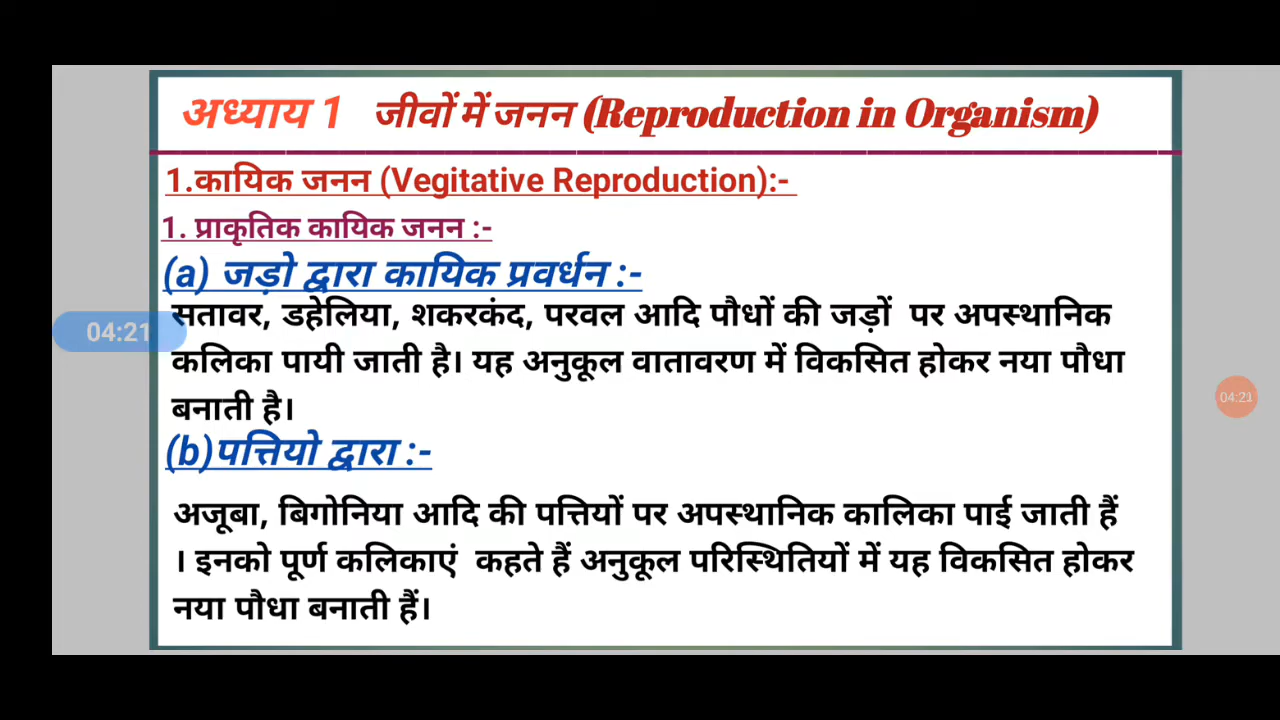 अध्याय 1 जीवों में जनन (Reproduction in Organism)
1.कायिक जनन (Vegitative Reproduction):-
1. प्राकृतिक कायिक जनन :-
(a) जड़ो द्वारा कायिक प्रवर्धन :-
सतावर, डहेलिया, शकरकंद, परवल आदि पौधों की जड़ों पर अपस्थानिक
04:21
कलिका पायी जाती है। यह अनुकूल वातावरण में विकसित होकर नया पौधा
04:21
बनाती है।
(b)पत्तियो द्वारा :-
अजूबा, बिगोनिया आदि की पत्तियों पर अपस्थानिक कालिका पाई जाती हैं
। इनको पूर्ण कलिकाएं कहते हैं अनुकूल परिस्थितियों में यह विकसित होकर
नया पौधा बनाती हैं।